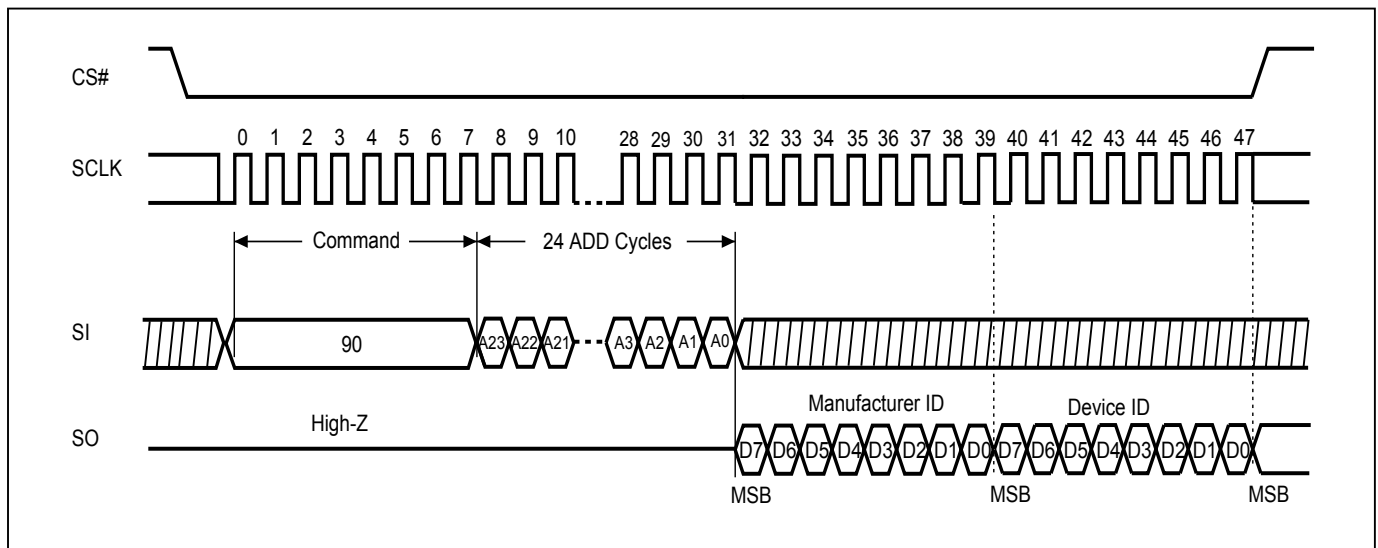 CS#
0 1 2 3 4 5 6 7 8 9 10 28 29 30 31 32 33 34 35 36 37 38 39 40 41 42 43 44 45 46 47
SCLK
Command 24 ADD Cycles
SI 90 A23 A22 A21 A3 A2 A1 A0
Manufacturer ID Device ID
High-Z
SO D7 D6 D5 D4 D3 D2 D1 D0 D7 D6 D5 D4 D3 D2 D1 D0
MSB MSB MSB